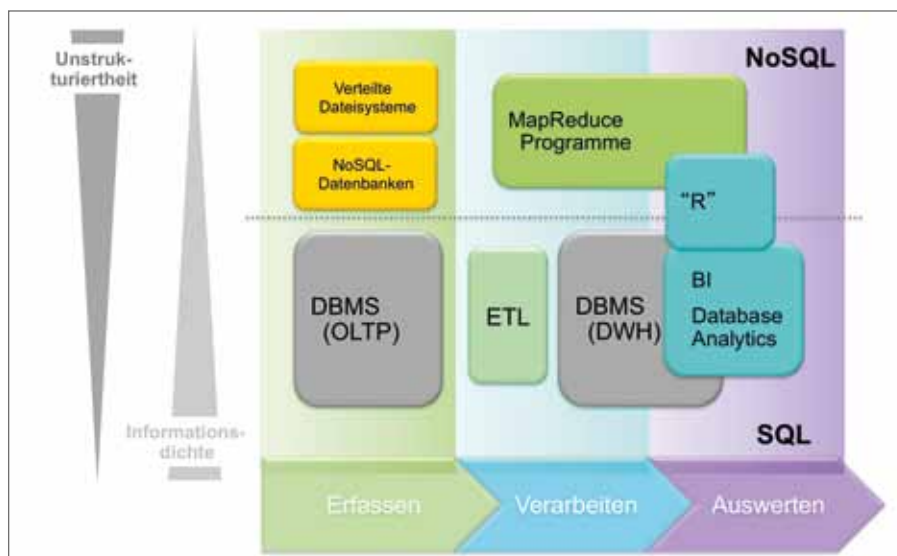 Unstruk-
turiertheit
Informations-
dichte
NoSQL
Verteilte
Dateisysteme
NoSQL-
Datenbanken
MapReduce
Programme
"R"
DBMS
(OLTP)
ETL
DBMS
(DWH)
BI
Database
Analytics
SQL
Erfassen
Verarbeiten
Auswerten